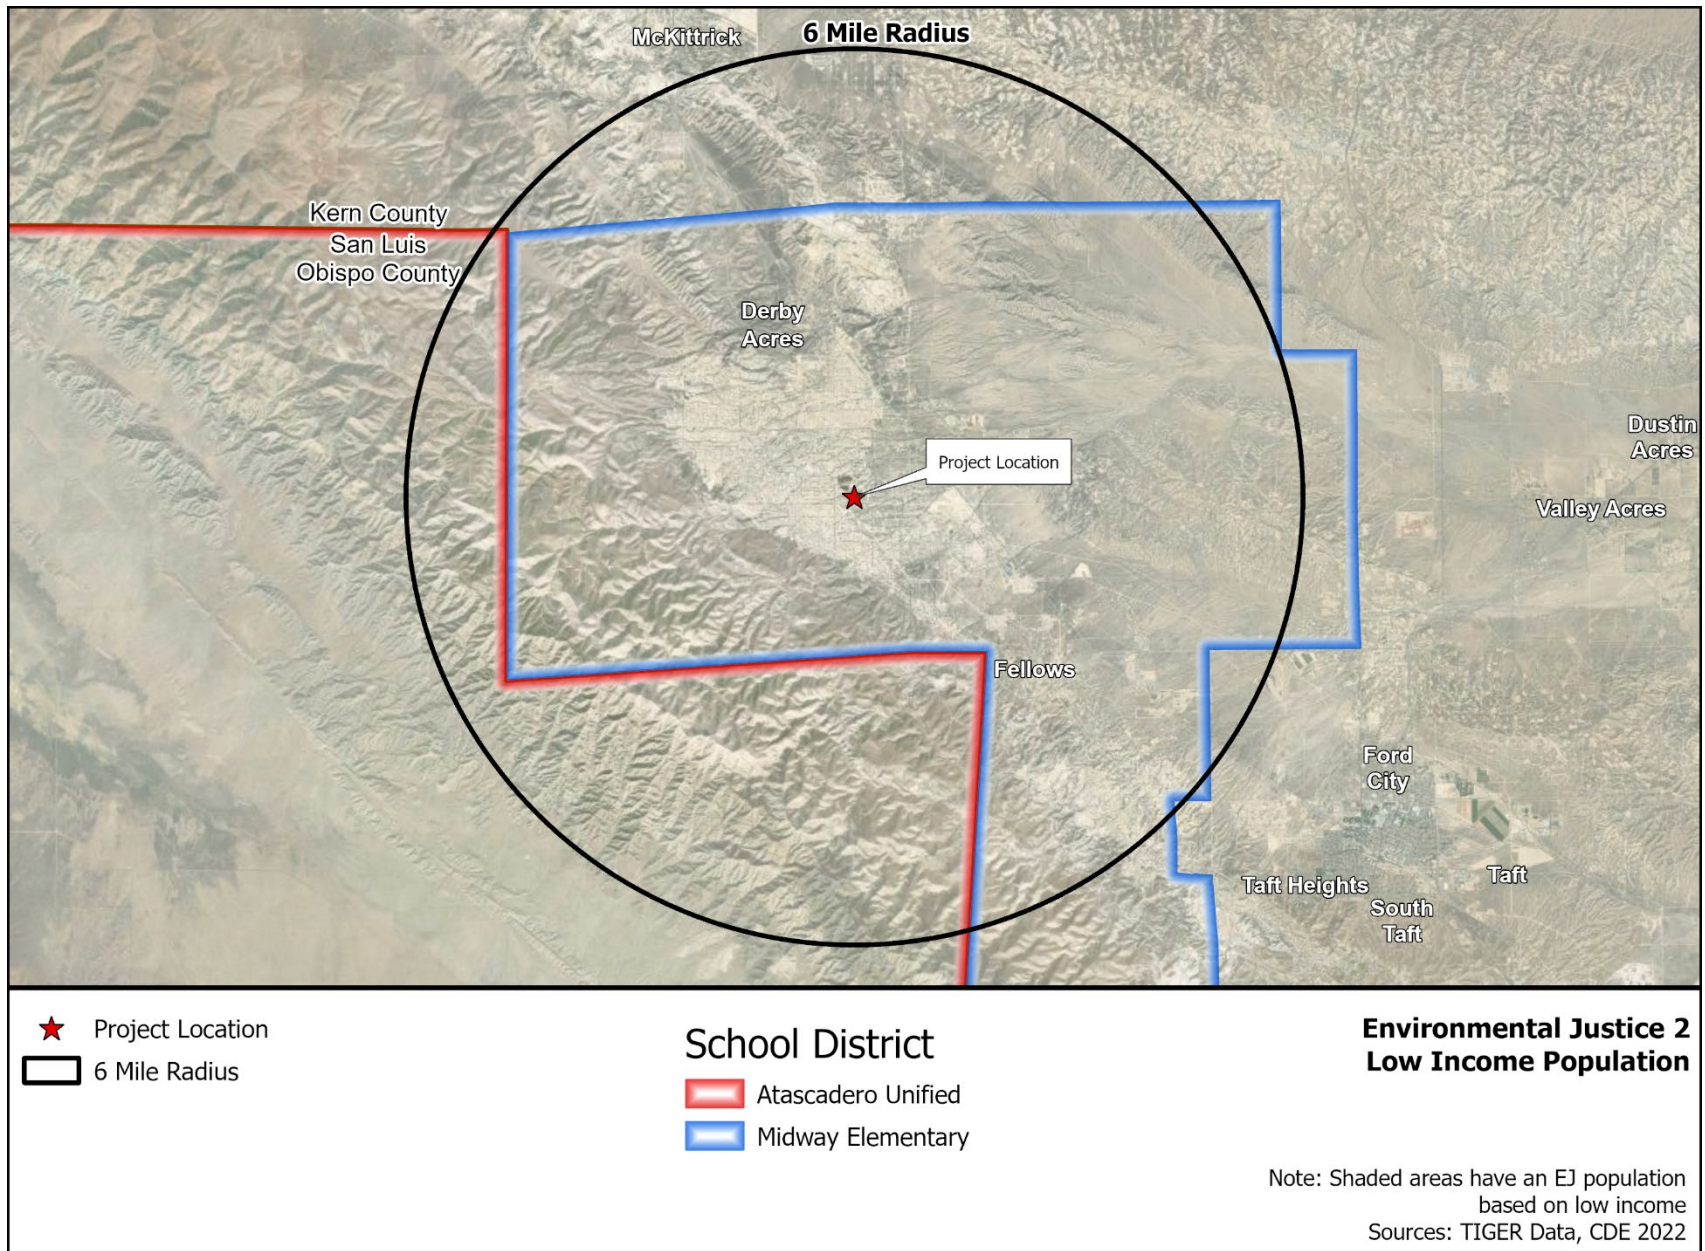 McKittrick
6 Mile Radius
Kern County
San Luis
Obispo County
Derby
Acres
Project Location
Dustin
Acres
Valley Acres
Fellows
Ford
City
Taft Heights
Taft
South
Taft
Project Location
6 Mile Radius
School District
Atascadero Unified
Midway Elementary
Environmental Justice 2
Low Income Population
Note: Shaded areas have an EJ population
based on low income
Sources: TIGER Data, CDE 2022